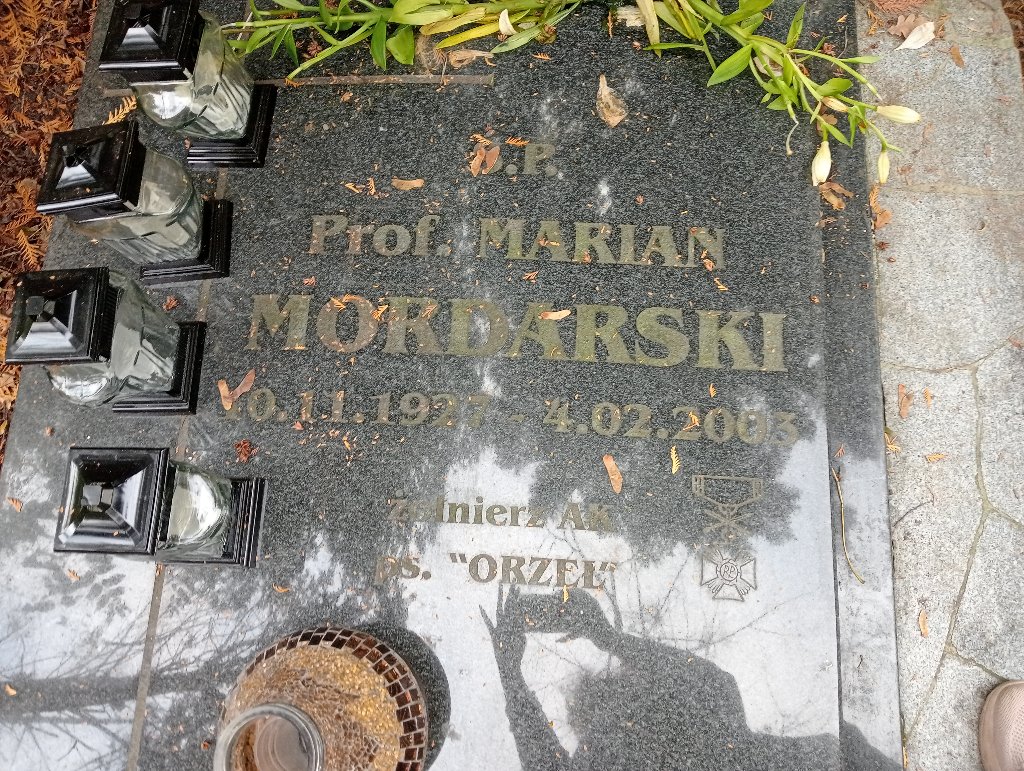 Ś.P.
Prof. MARIAN
MORDARSKI
10.11.1927 - 4.02.2003
Żołnierz AK
ps. "ORZEŁ"